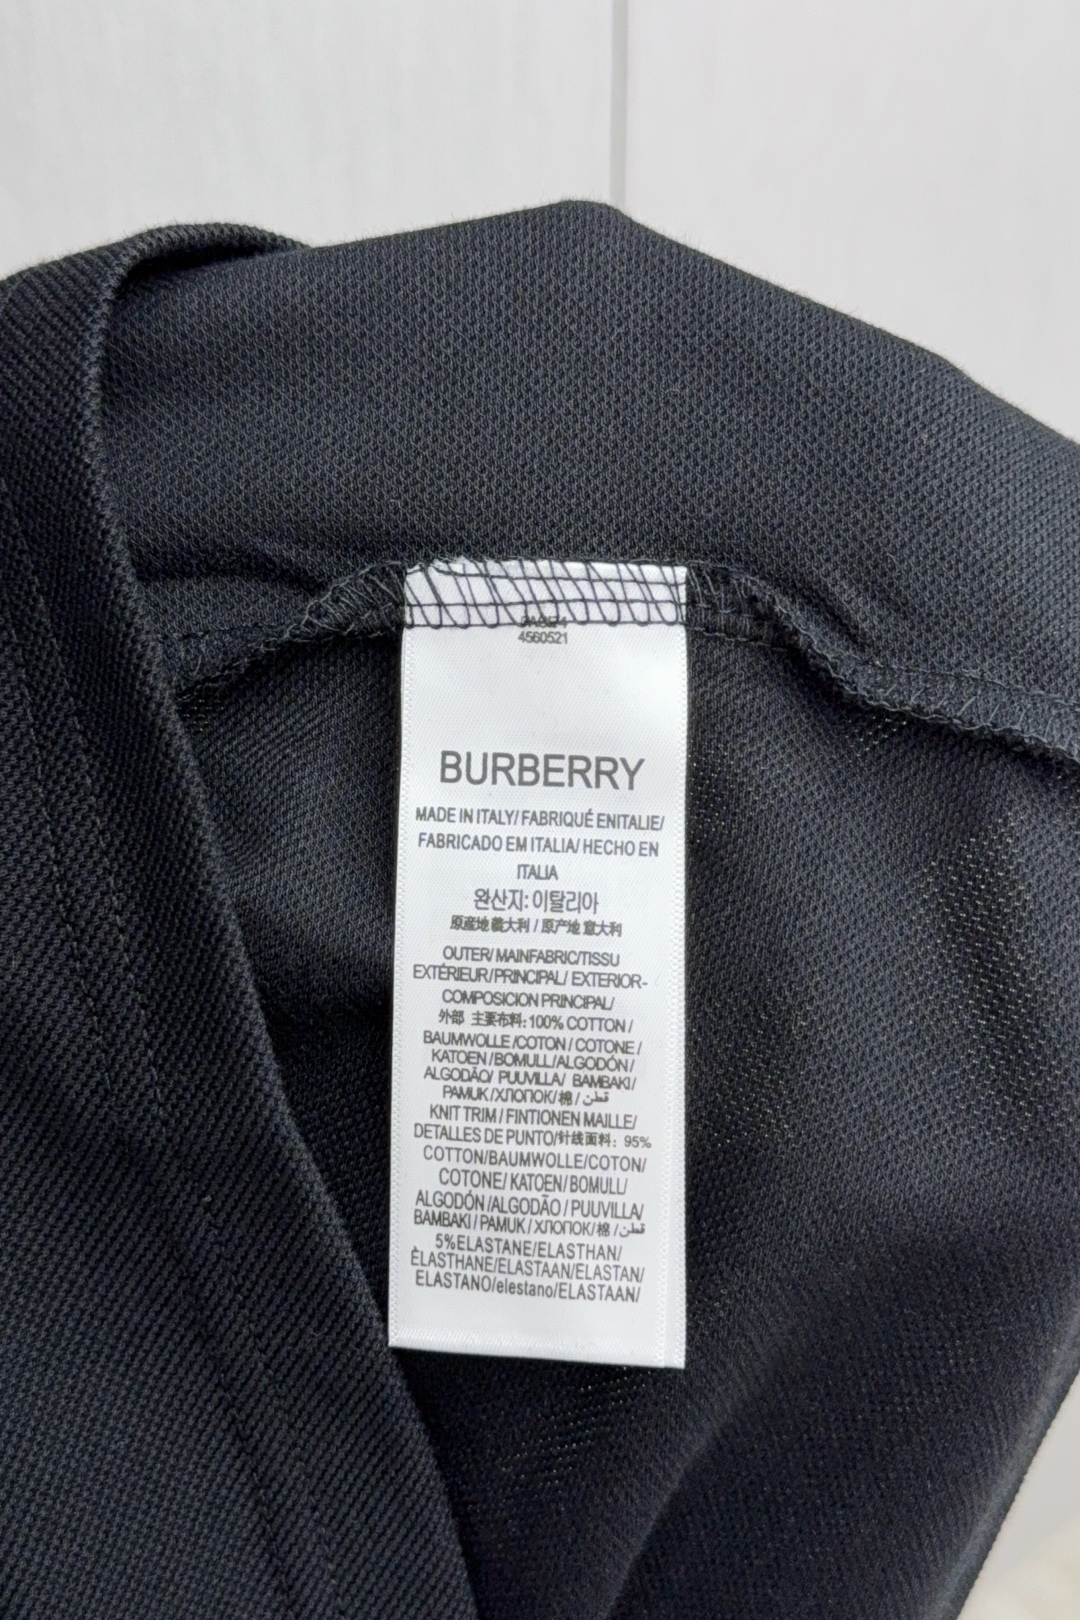 4560521
BURBERRY
MADE IN ITALY/ FABRIQUÉ ENITALIE/
FABRICADO EM ITALIA/ HECHO EN
ITALIA
완산지: 이탈리아
原産地 義大利 / 原产地 意大利
OUTER/ MAINFABRIC/TISSU
EXTÉRIEUR/PRINCIPAL/ EXTERIOR-
COMPOSICION PRINCIPAL/
外部 主要布料: 100% COTTON /
BAUMWOLLE /COTON / COTONE /
KATOEN / BOMULL/ALGODÓN /
ALGODÃO/ PUUVILLA/ BAMBAKI/
PAMUK /ХЛОПОК/ 棉 / قطن
KNIT TRIM / FINTIONEN MAILLE/
DETALLES DE PUNTO/针线面料: 95%
COTTON/BAUMWOLLE/COTON/
COTONE/ KATOEN/ BOMULL/
ALGODÓN /ALGODÃO / PUUVILLA/
BAMBAKI / PAMUK / ХЛОПОК/ 棉 / قطن
5%ELASTANE/ELASTHAN/
ÈLASTHANE/ELASTAAN/ELASTAN/
ELASTANO/elestano/ELASTAAN/